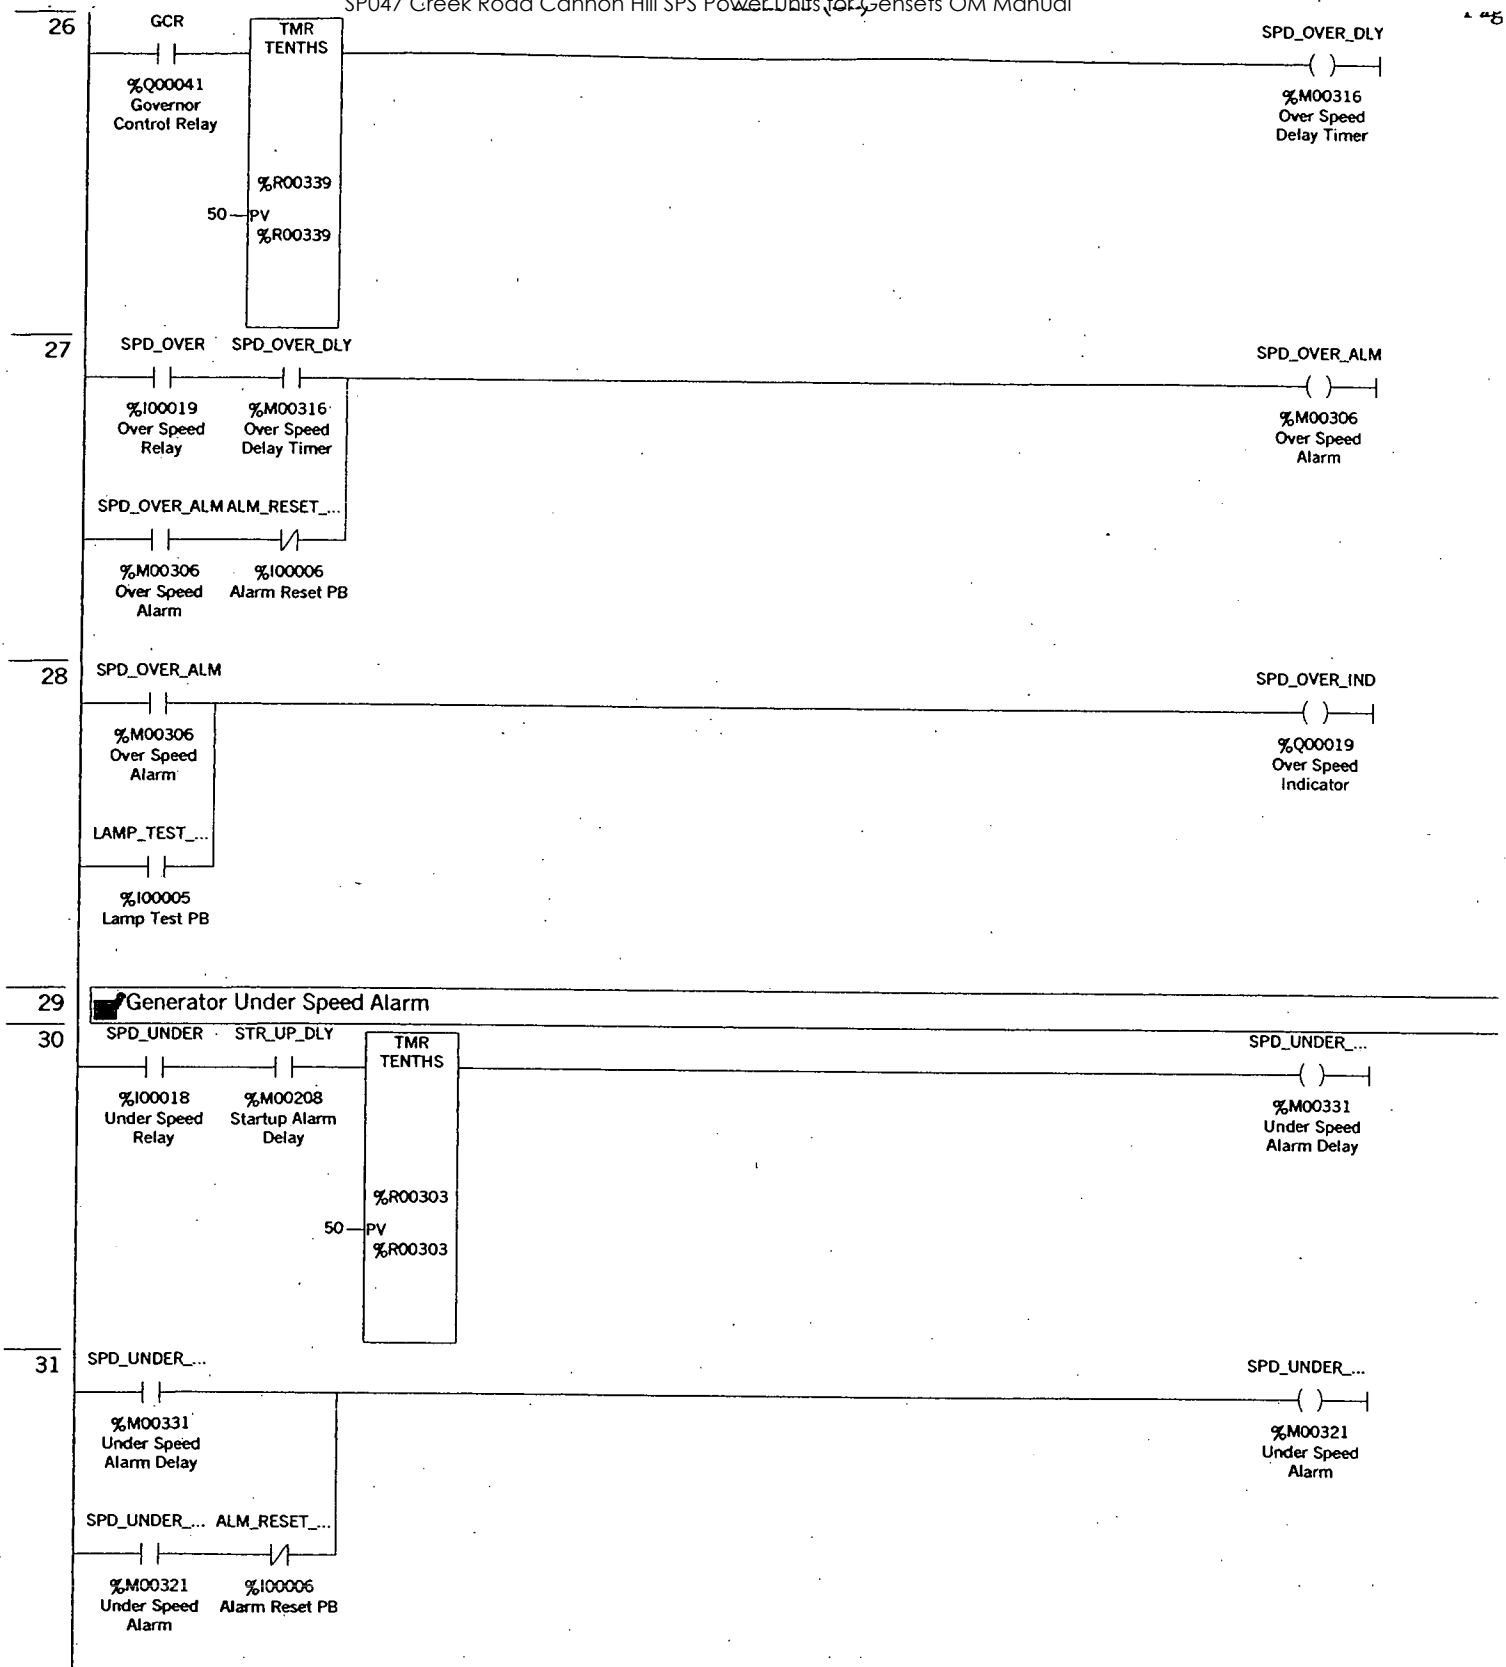 SP047 Creek Road Cannon Hill SPS Power Units for Gensets OM Manual
26
GCR
TMR
TENTHS
SPD_OVER_DLY
%Q00041
Governor
Control Relay
%M00316
Over Speed
Delay Timer
%R00339
50
PV
%R00339
27
SPD_OVER
SPD_OVER_DLY
SPD_OVER_ALM
%I00019
Over Speed
Relay
%M00316
Over Speed
Delay Timer
%M00306
Over Speed
Alarm
SPD_OVER_ALM
ALM_RESET_...
%M00306
Over Speed
Alarm
%I00006
Alarm Reset PB
28
SPD_OVER_ALM
SPD_OVER_IND
%M00306
Over Speed
Alarm
%Q00019
Over Speed
Indicator
LAMP_TEST_...
%I00005
Lamp Test PB
29
Generator Under Speed Alarm
30
SPD_UNDER
STR_UP_DLY
TMR
TENTHS
SPD_UNDER_...
%I00018
Under Speed
Relay
%M00208
Startup Alarm
Delay
%M00331
Under Speed
Alarm Delay
%R00303
50
PV
%R00303
31
SPD_UNDER_...
SPD_UNDER_...
%M00331
Under Speed
Alarm Delay
%M00321
Under Speed
Alarm
SPD_UNDER_...
ALM_RESET_...
%M00321
Under Speed
Alarm
%I00006
Alarm Reset PB